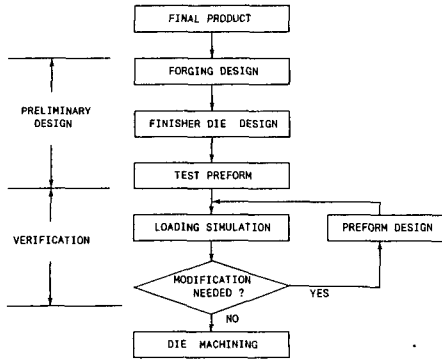 FINAL PRODUCT
FORGING DESIGN
PRELIMINARY
DESIGN
FINISHER DIE DESIGN
TEST PREFORM
LOADING SIMULATION
PREFORM DESIGN
VERIFICATION
MODIFICATION
NEEDED ?
YES
NO
DIE MACHINING